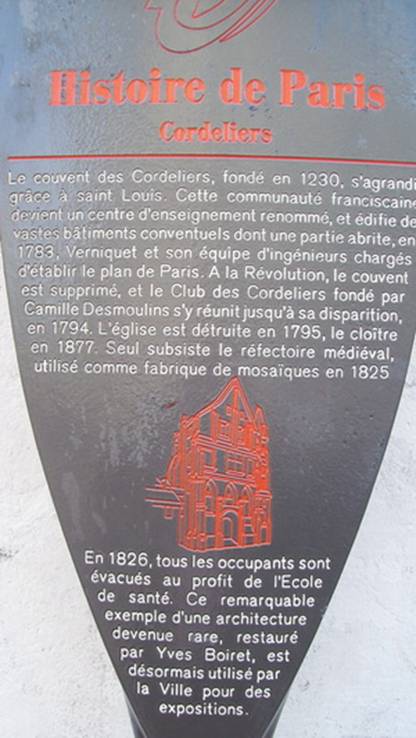 Histoire de Paris
Cordeliers
Le couvent des Cordeliers, fondé en 1230, s'agrandi
grâce à saint Louis. Cette communauté franciscaine
devient un centre d'enseignement renommé, et édifie de
vastes bâtiments conventuels dont une partie abrite, en
1783, Verniquet et son équipe d'ingénieurs chargés
d'établir le plan de Paris. A la Révolution, le couvent
est supprimé, et le Club des Cordeliers fondé par
Camille Desmoulins s'y réunit jusqu'à sa disparition,
en 1794. L'église est détruite en 1795, le cloître
en 1877. Seul subsiste le réfectoire médiéval,
utilisé comme fabrique de mosaïques en 1825
En 1826, tous les occupants sont
évacués au profit de l'Ecole
de santé. Ce remarquable
exemple d'une architecture
devenue rare, restauré
par Yves Boiret, est
désormais utilisé par
la Ville pour des
expositions.